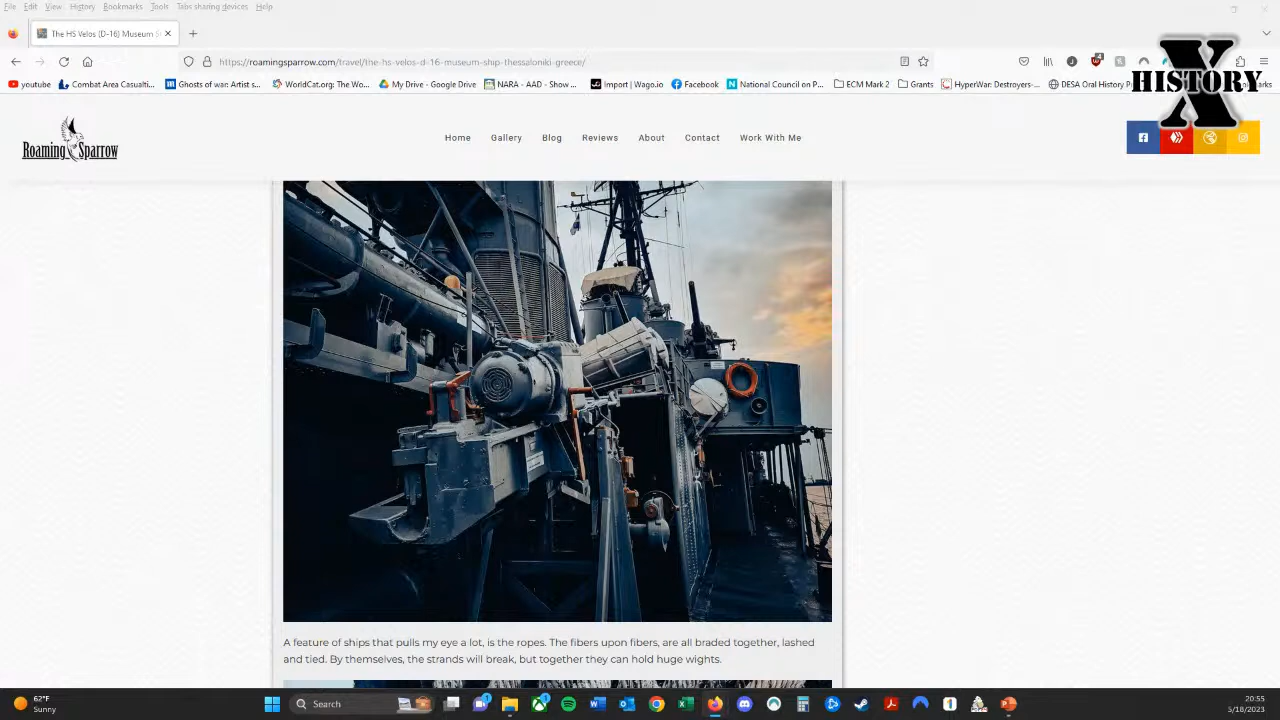 File Edit View History Bookmarks Tools Tabs sharing devices Help
The HS Velos (D-16) Museum S
https://roamingsparrow.com/travel/the-hs-velos-d-16-museum-ship-thessaloniki-greece/
youtube Combat Area Casualti... Ghosts of war: Artist s... WorldCat.org: The Wo... My Drive - Google Drive NARA - AAD - Show ... Import | Wago.io Facebook National Council on P... ECM Mark 2 Grants HyperWar: Destroyers-... DESA Oral History P
X
HISTORY
Roaming Sparrow
Home Gallery Blog Reviews About Contact Work With Me
A feature of ships that pulls my eye a lot, is the ropes. The fibers upon fibers, are all braded together, lashed
and tied. By themselves, the strands will break, but together they can hold huge wights.
62°F
Sunny
Search
20:55
5/18/2023